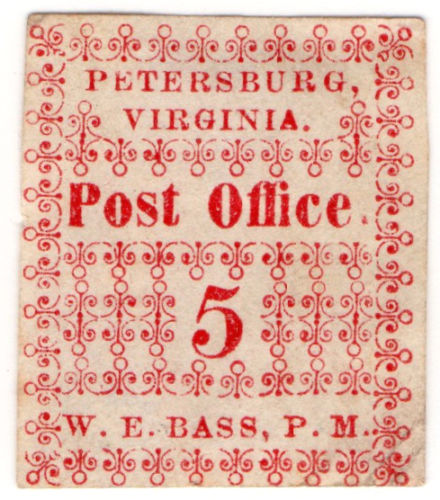 PETERSBURG,
VIRGINIA.
Post Office.
5
W. E. BASS, P. M.